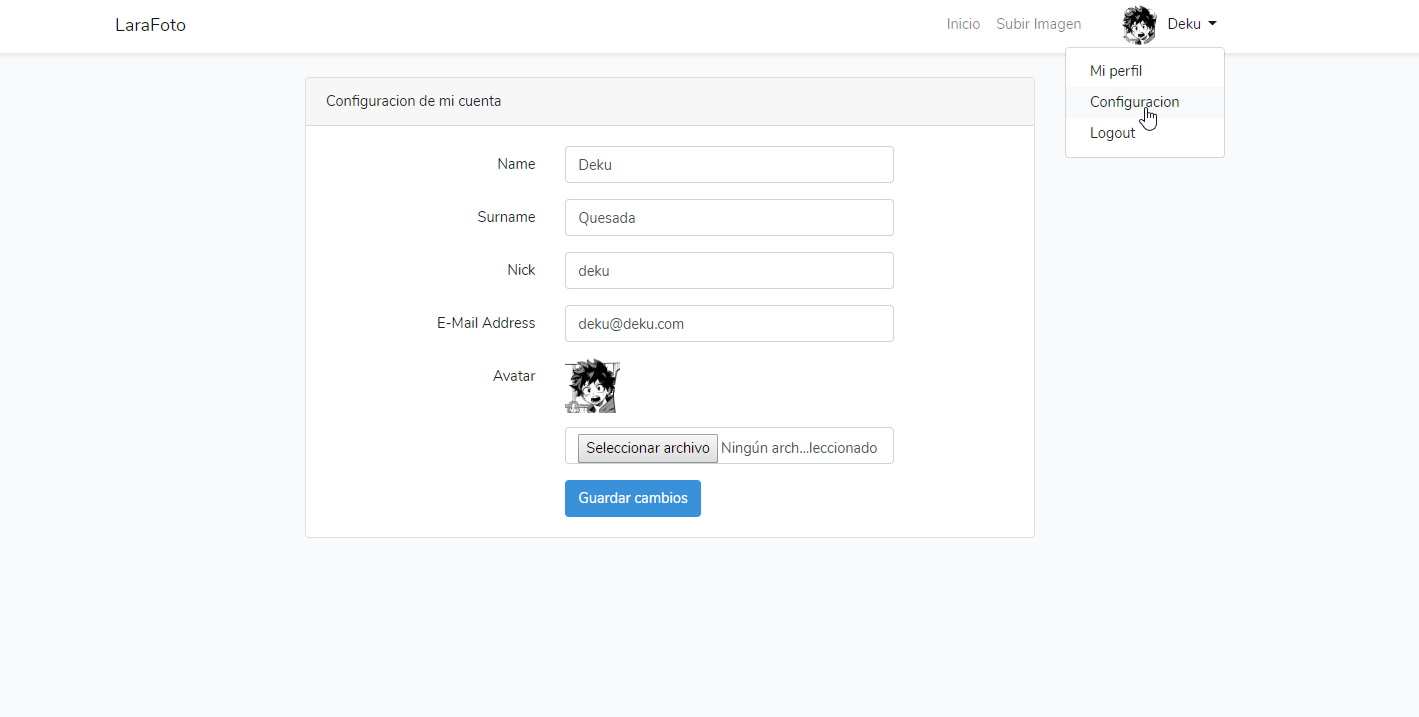 LaraFoto
Inicio
Subir Imagen
Deku
Mi perfil
Configuracion
Logout
Configuracion de mi cuenta
Name
Deku
Surname
Quesada
Nick
deku
E-Mail Address
deku@deku.com
Avatar
Seleccionar archivo Ningún arch...leccionado
Guardar cambios